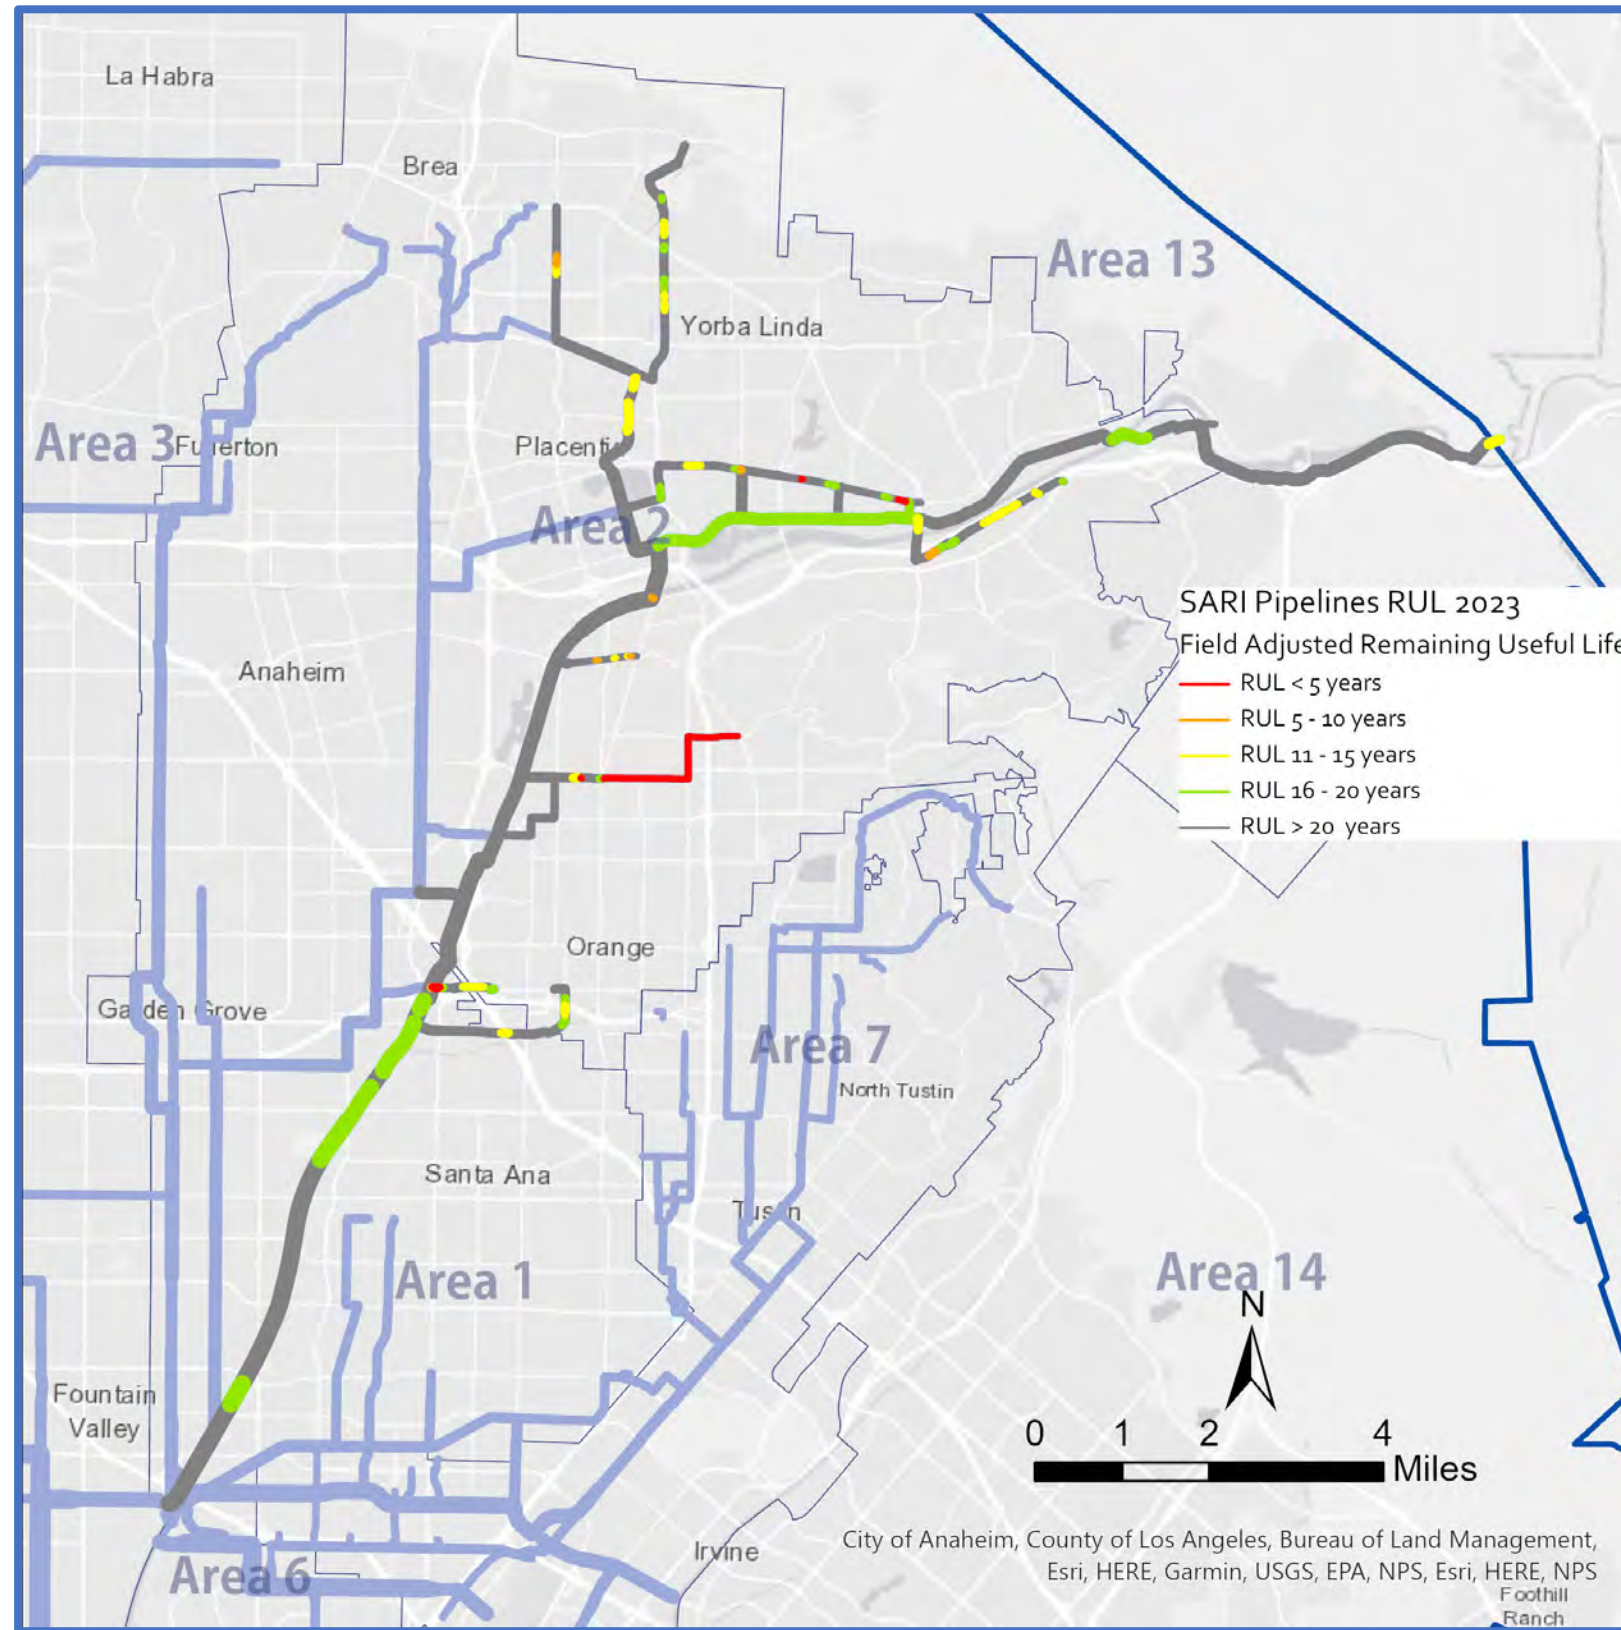 La Habra
Brea
Area 13
Yorba Linda
Area 3
Fullerton
Placenti
Area 2
SARI Pipelines RUL 2023
Field Adjusted Remaining Useful Life
RUL < 5 years
RUL 5 - 10 years
RUL 11 - 15 years
RUL 16 - 20 years
RUL > 20 years
Anaheim
Orange
Garden Grove
Area 7
North Tustin
Santa Ana
Tustin
Area 1
Area 14
N
Fountain
Valley
0 1 2 4
Miles
Irvine
City of Anaheim, County of Los Angeles, Bureau of Land Management,
Esri, HERE, Garmin, USGS, EPA, NPS, Esri, HERE, NPS
Area 6
Foothill
Ranch